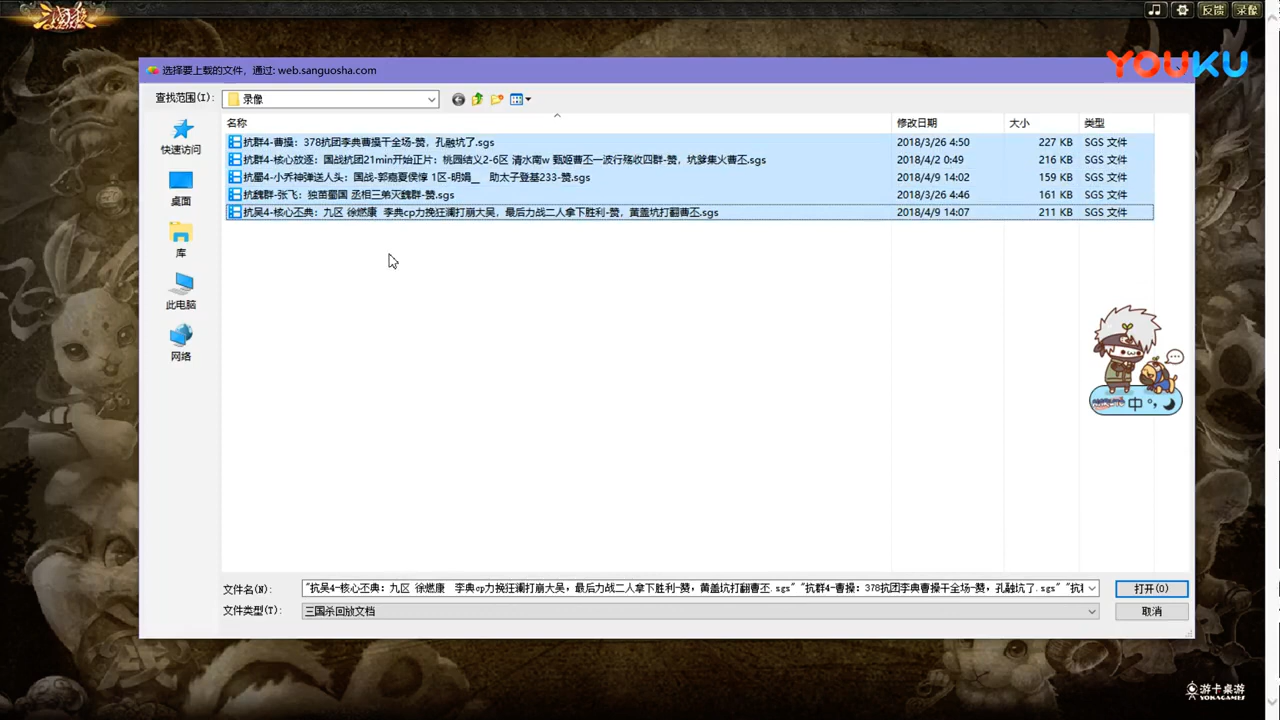 三国杀
反馈
录像
YOUKU
选择要上载的文件，通过: web.sanguosha.com
查找范围(I):
录像
快速访问
桌面
库
此电脑
网络
名称 修改日期 大小 类型
抗群4-曹操：378抗团李典曹操干全场-赞，孔融坑了.sgs 2018/3/26 4:50 227 KB SGS 文件
抗群4-核心放逐：国战抗团21min开始正片：桃园结义2-6区 清水南w 甄姬曹丕一波行殇收四群-赞，坑爹集火曹丕.sgs 2018/4/2 0:49 216 KB SGS 文件
抗蜀4-小乔神弹送人头：国战-郭嘉夏侯惇 1区-明娟__ 助太子登基233-赞.sgs 2018/4/9 14:02 159 KB SGS 文件
抗魏群-张飞：独苗蜀国 丞相三弟灭魏群-赞.sgs 2018/3/26 4:46 161 KB SGS 文件
抗吴4-核心丕典：九区 徐燃康 李典cp力挽狂澜打崩大吴，最后力战二人拿下胜利-赞，黄盖坑打翻曹丕.sgs 2018/4/9 14:07 211 KB SGS 文件
中
文件名(N):
"抗吴4-核心丕典：九区 徐燃康 李典cp力挽狂澜打崩大吴，最后力战二人拿下胜利-赞，黄盖坑打翻曹丕.sgs" "抗群4-曹操：378抗团李典曹操干全场-赞，孔融坑了.sgs" "抗
打开(O)
文件类型(T):
三国杀回放文档
取消
游卡桌游
YOKAGAMES